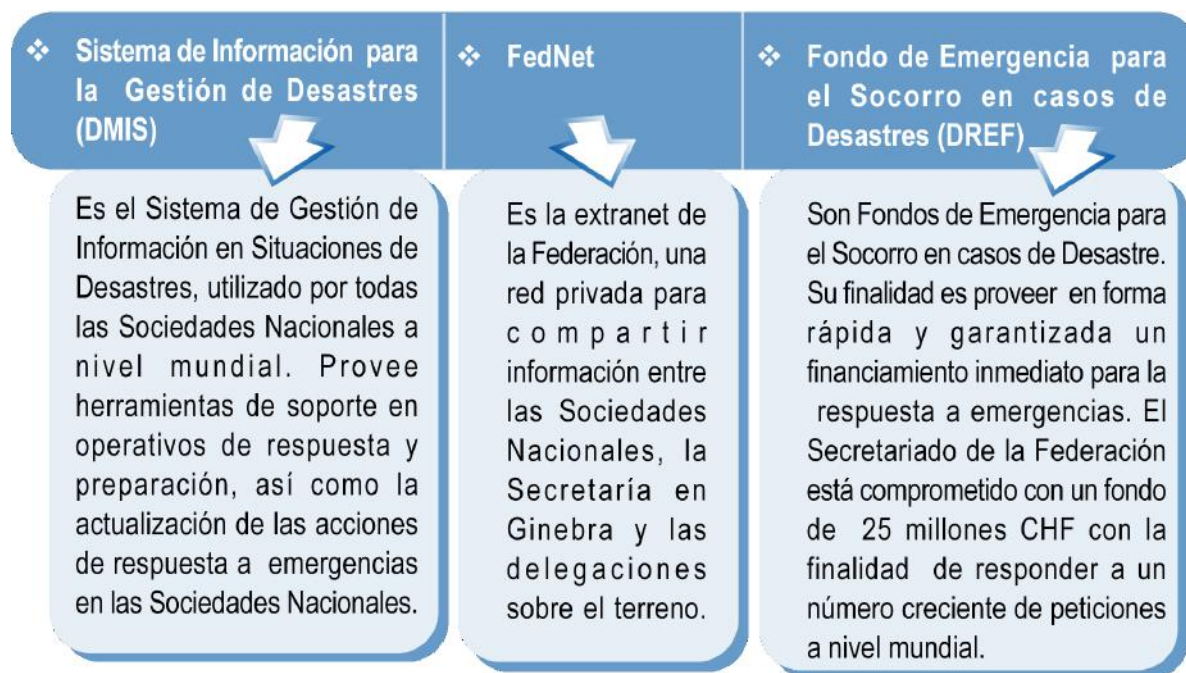 ❖ Sistema de Información para
la Gestión de Desastres
(DMIS)
Es el Sistema de Gestión de
Información en Situaciones de
Desastres, utilizado por todas
las Sociedades Nacionales a
nivel mundial. Provee
herramientas de soporte en
operativos de respuesta y
preparación, así como la
actualización de las acciones
de respuesta a emergencias
en las Sociedades Nacionales.
❖ FedNet
Es la extranet de
la Federación, una
red privada para
compartir
información entre
las Sociedades
Nacionales, la
Secretaría en
Ginebra y las
delegaciones
sobre el terreno.
❖ Fondo de Emergencia para
el Socorro en casos de
Desastres (DREF)
Son Fondos de Emergencia para
el Socorro en casos de Desastre.
Su finalidad es proveer en forma
rápida y garantizada un
financiamiento inmediato para la
respuesta a emergencias. El
Secretariado de la Federación
está comprometido con un fondo
de 25 millones CHF con la
finalidad de responder a un
número creciente de peticiones
a nivel mundial.